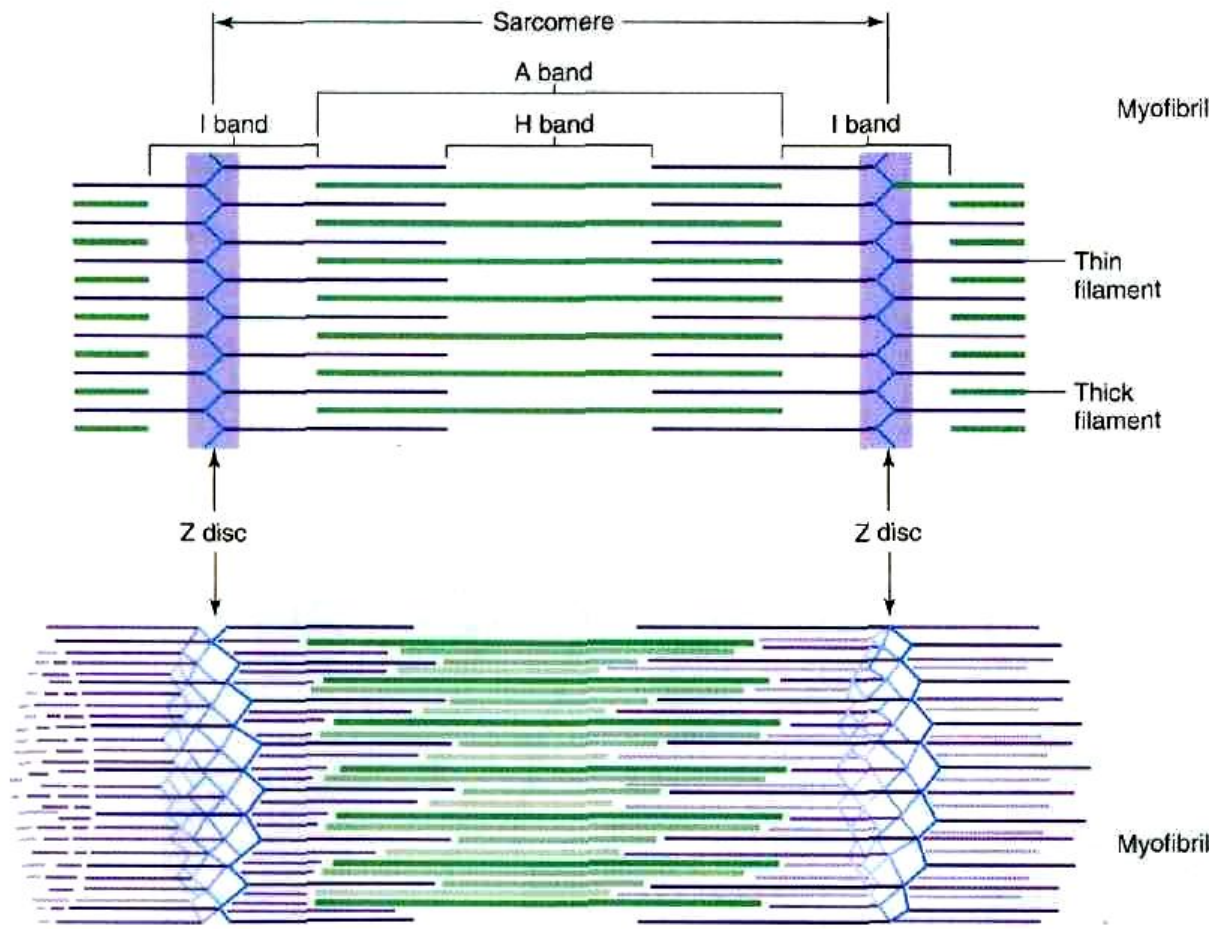 Sarcomere
A band
Myofibril
I band
H band
I band
Thin
filament
Thick
filament
Z disc
Z disc
Myofibril